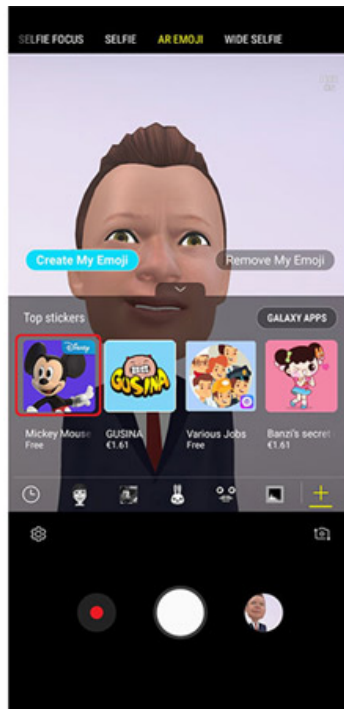 SELFIE FOCUS SELFIE AR EMOJI WIDE SELFIE
Create My Emoji Remove My Emoji
Top stickers GALAXY APPS
Disney
GUSINA
Mickey Mouse GUSINA Various Jobs Banzi's secret
Free €1.61 Free €1.61